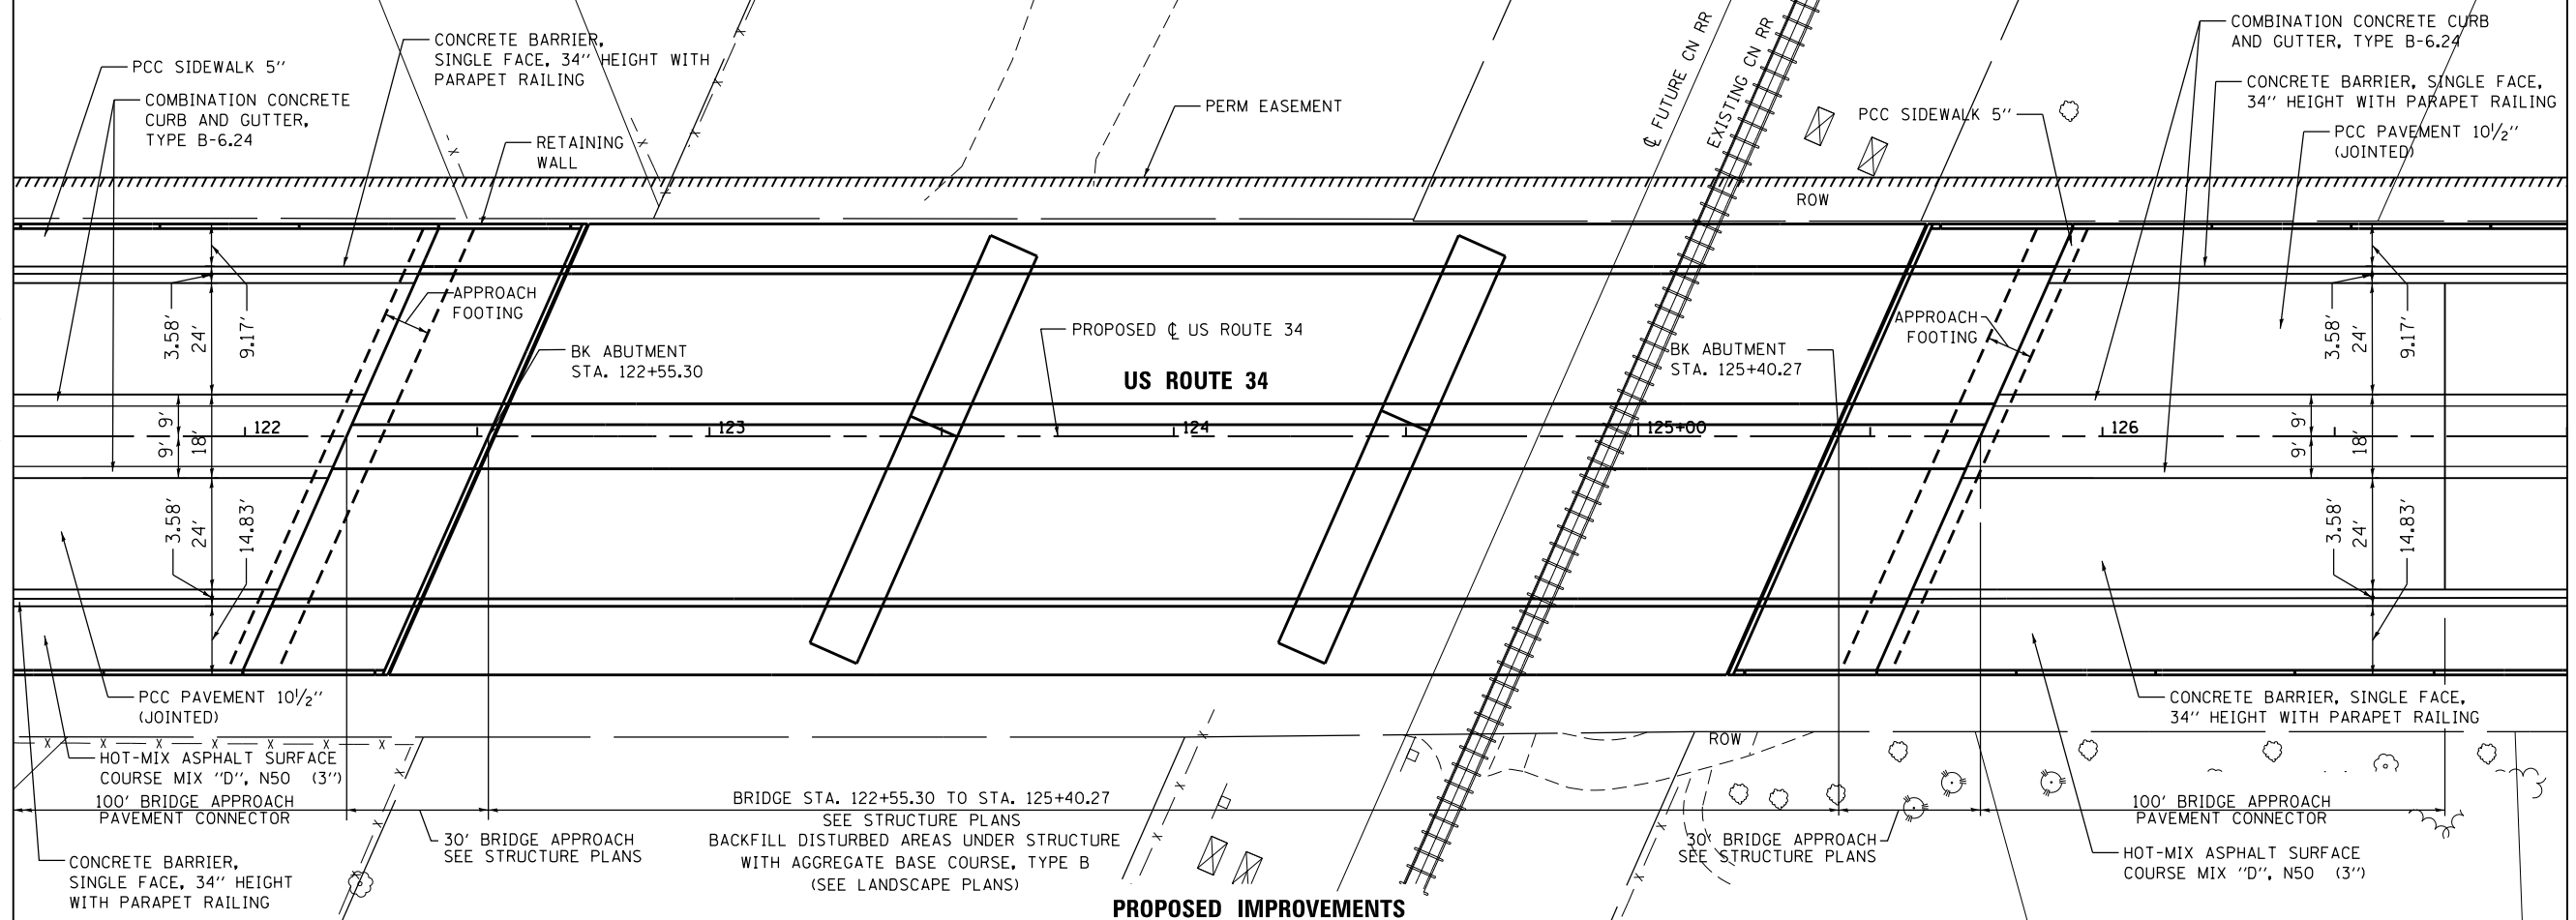 PCC SIDEWALK 5''
COMBINATION CONCRETE
CURB AND GUTTER,
TYPE B-6.24
CONCRETE BARRIER,
SINGLE FACE, 34'' HEIGHT WITH
PARAPET RAILING
RETAINING
WALL
PERM EASEMENT
℄ FUTURE CN RR
EXISTING CN RR
PCC SIDEWALK 5''
COMBINATION CONCRETE CURB
AND GUTTER, TYPE B-6.24
CONCRETE BARRIER, SINGLE FACE,
34'' HEIGHT WITH PARAPET RAILING
PCC PAVEMENT 10½''
(JOINTED)
ROW
3.58'
24'
9.17'
APPROACH
FOOTING
BK ABUTMENT
STA. 122+55.30
PROPOSED ℄ US ROUTE 34
US ROUTE 34
BK ABUTMENT
STA. 125+40.27
APPROACH
FOOTING
3.58'
24'
9.17'
9'
9'
18'
122
123
124
125+00
126
9'
9'
18'
3.58'
24'
14.83'
3.58'
24'
14.83'
PCC PAVEMENT 10½''
(JOINTED)
HOT-MIX ASPHALT SURFACE
COURSE MIX ''D'', N50 (3'')
100' BRIDGE APPROACH
PAVEMENT CONNECTOR
CONCRETE BARRIER,
SINGLE FACE, 34'' HEIGHT
WITH PARAPET RAILING
30' BRIDGE APPROACH
SEE STRUCTURE PLANS
BRIDGE STA. 122+55.30 TO STA. 125+40.27
SEE STRUCTURE PLANS
BACKFILL DISTURBED AREAS UNDER STRUCTURE
WITH AGGREGATE BASE COURSE, TYPE B
(SEE LANDSCAPE PLANS)
ROW
30' BRIDGE APPROACH
SEE STRUCTURE PLANS
CONCRETE BARRIER, SINGLE FACE,
34'' HEIGHT WITH PARAPET RAILING
100' BRIDGE APPROACH
PAVEMENT CONNECTOR
HOT-MIX ASPHALT SURFACE
COURSE MIX ''D'', N50 (3'')
PROPOSED IMPROVEMENTS